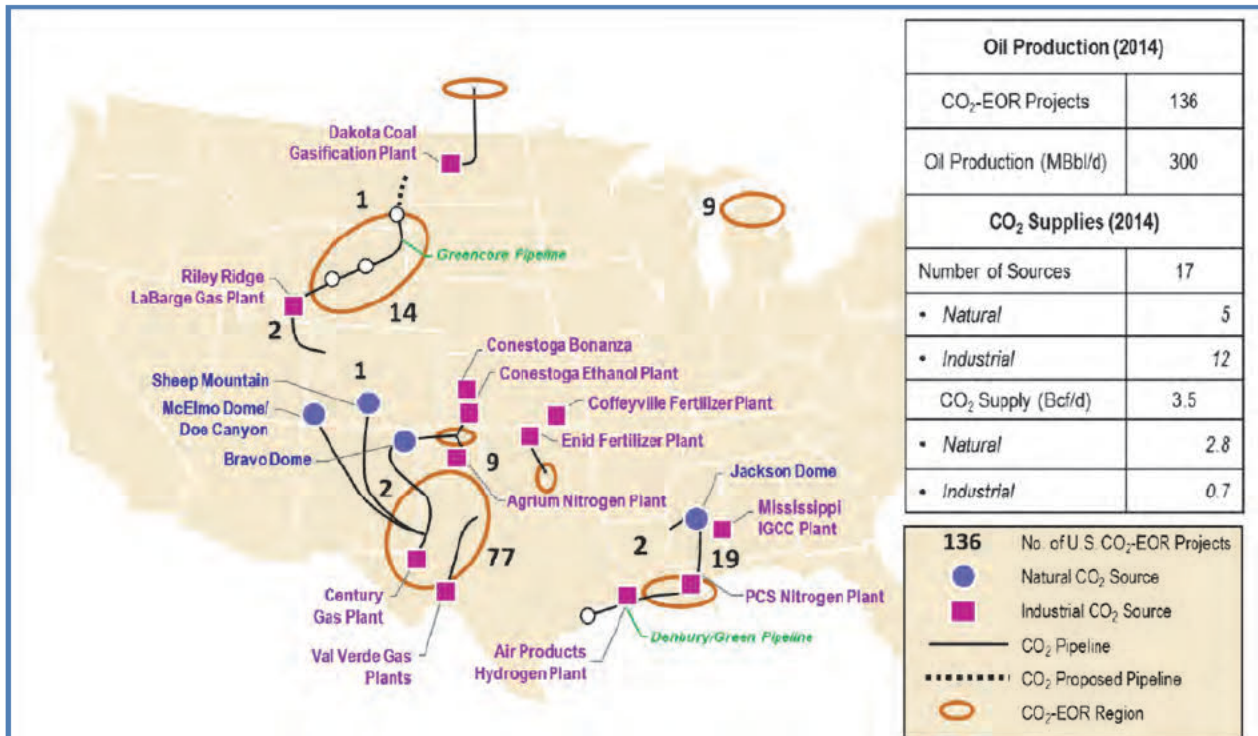 Dakota Coal
Gasification Plant
1
Greencore Pipeline
9
Riley Ridge
LaBarge Gas Plant
14
2
Conestoga Bonanza
1
Sheep Mountain
Conestoga Ethanol Plant
McElmo Dome/
Doe Canyon
Coffeyville Fertilizer Plant
Enid Fertilizer Plant
Bravo Dome
9
Jackson Dome
2
Agrium Nitrogen Plant
Mississippi
IGCC Plant
2
77
19
Century
Gas Plant
PCS Nitrogen Plant
Denbury/Green Pipeline
Val Verde Gas
Plants
Air Products
Hydrogen Plant
Oil Production (2014)
CO₂-EOR Projects 136
Oil Production (MBbl/d) 300
CO₂ Supplies (2014)
Number of Sources 17
• Natural 5
• Industrial 12
CO₂ Supply (Bcf/d) 3.5
• Natural 2.8
• Industrial 0.7
136 No. of U.S. CO₂-EOR Projects
Natural CO₂ Source
Industrial CO₂ Source
CO₂ Pipeline
CO₂ Proposed Pipeline
CO₂-EOR Region